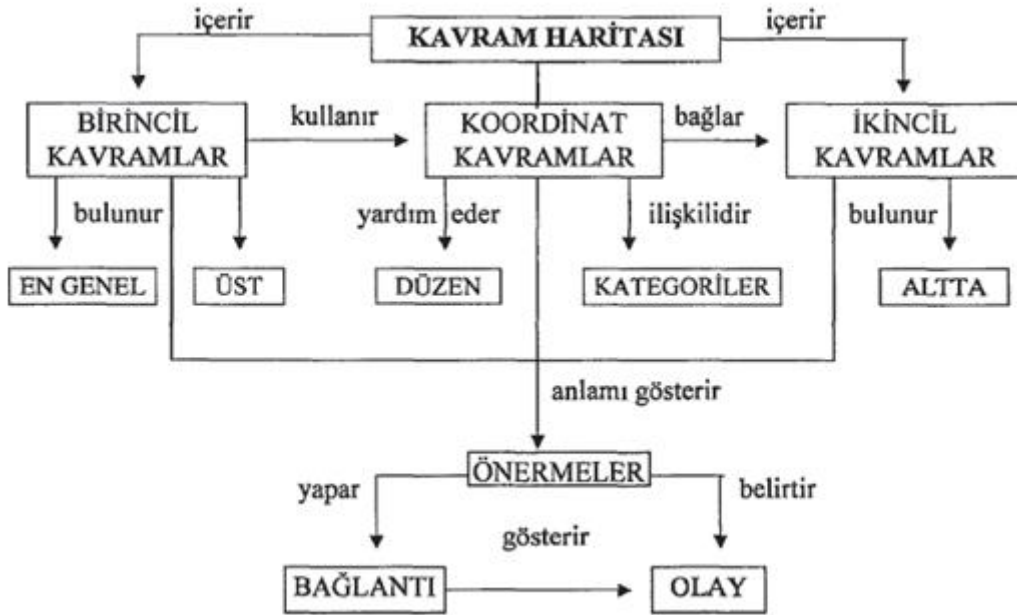 içerir
KAVRAM HARİTASI
içerir
BİRİNCİL
KAVRAMLAR
kullanır
KOORDİNAT
KAVRAMLAR
bağlar
İKİNCİL
KAVRAMLAR
bulunur
yardım eder
ilişkilidir
bulunur
EN GENEL
ÜST
DÜZEN
KATEGORİLER
ALTTA
anlamı gösterir
ÖNERMELER
yapar
belirtir
gösterir
BAĞLANTI
OLAY